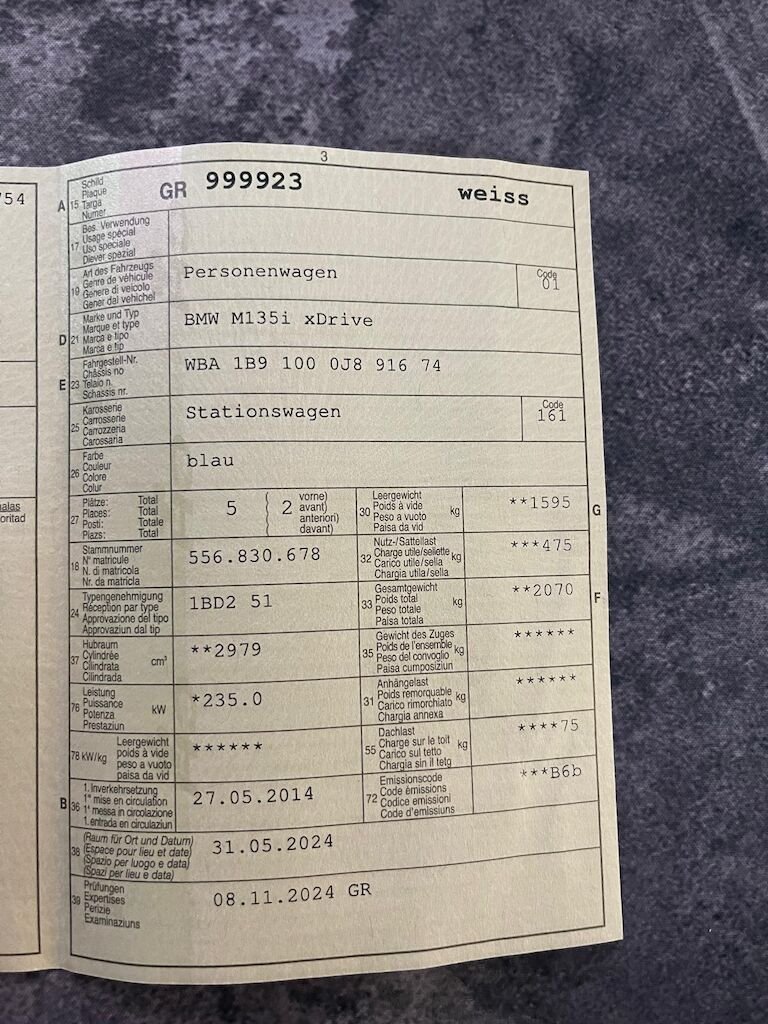 3
754
A 15 Schild
Plaque
Targa
Numer
GR 999923 weiss
17 Bes. Verwendung
Usage spécial
Uso speciale
Diever spezial
19 Art des Fahrzeugs
Genre de véhicule
Genere di veicolo
Gener dal vehichel
Personenwagen
Code
01
D 21 Marke und Typ
Marque et type
Marca e tipo
Marca e tip
BMW M135i xDrive
E 23 Fahrgestell-Nr.
Châssis no
Telaio n.
Schassis nr.
WBA 1B9 100 0J8 916 74
25 Karosserie
Carrosserie
Carrozzeria
Carossaria
Stationswagen
Code
161
26 Farbe
Couleur
Colore
Colur
blau
27 Plätze: Total
Places: Total
Posti: Totale
Plazs: Total
5 ( 2 vorne)
avant)
anteriori)
davant)
30 Leergewicht
Poids à vide
Peso a vuoto
Paisa da vid
kg
**1595
G
18 Stammnummer
N° matricule
N. di matricola
Nr. da matricla
556.830.678
32 Nutz-/Sattellast
Charge utile/sellette
Carico utile/sella
Chargia utila/sella
kg
***475
24 Typengenehmigung
Réception par type
Approvazione del tipo
Approvaziun dal tip
1BD2 51
33 Gesamtgewicht
Poids total
Peso totale
Paisa totala
kg
**2070
F
37 Hubraum
Cylindrée
Cilindrata
Cilindrada
cm³
**2979
35 Gewicht des Zuges
Poids de l'ensemble
Peso del convoglio
Paisa cumposiziun
kg
******
76 Leistung
Puissance
Potenza
Prestaziun
kW
*235.0
31 Anhängelast
Poids remorquable
Carico rimorchiato
Chargia annexa
kg
******
78 kW/kg Leergewicht
poids à vide
peso a vuoto
paisa da vid
******
55 Dachlast
Charge sur le toit
Carico sul tetto
Chargia sin il tetg
kg
****75
B 36 1. Inverkehrsetzung
1re mise en circulation
1a messa in circolazione
1. entrada en circulaziun
27.05.2014
72 Emissionscode
Code émissions
Codice emissioni
Code d'emissiuns
***B6b
38 (Raum für Ort und Datum)
(Espace pour lieu et date)
(Spazio per luogo e data)
(Spazi per lieu e data)
31.05.2024
39 Prüfungen
Expertises
Perizie
Examinaziuns
08.11.2024 GR